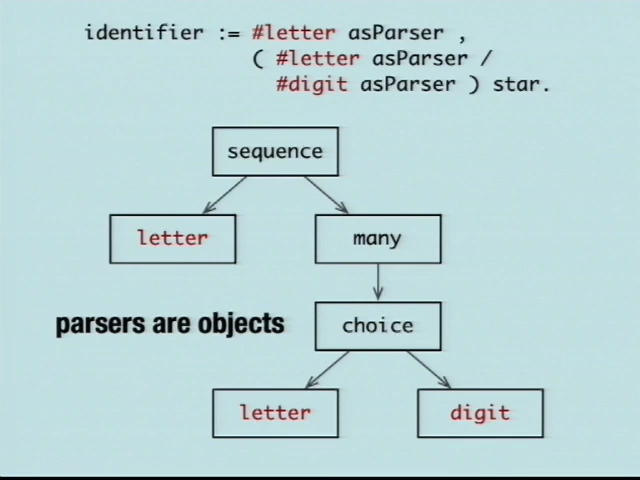 identifier := #letter asParser ,
( #letter asParser /
#digit asParser ) star.
sequence
letter
many
parsers are objects
choice
letter
digit